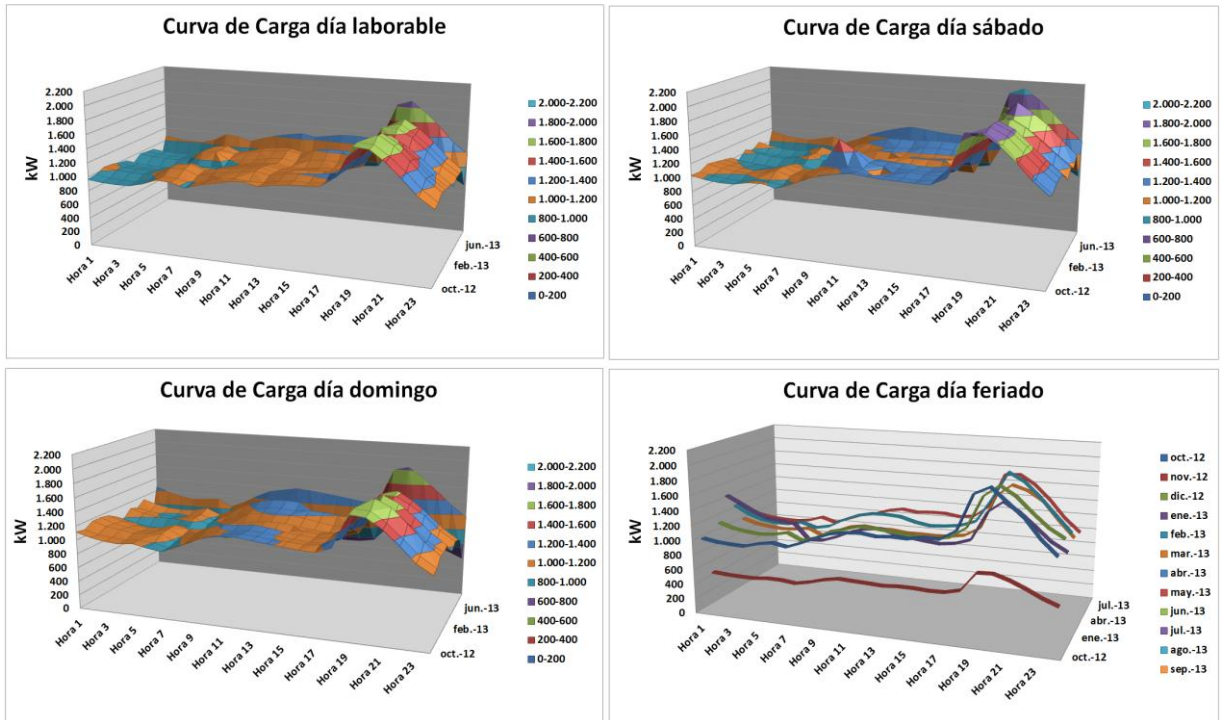 Curva de Carga día laborable
kW
2.200
2.000
1.800
1.600
1.400
1.200
1.000
800
600
400
200
0
Hora 1
Hora 3
Hora 5
Hora 7
Hora 9
Hora 11
Hora 13
Hora 15
Hora 17
Hora 19
Hora 21
Hora 23
jun.-13
feb.-13
oct.-12
2.000-2.200
1.800-2.000
1.600-1.800
1.400-1.600
1.200-1.400
1.000-1.200
800-1.000
600-800
400-600
200-400
0-200
Curva de Carga día sábado
kW
2.200
2.000
1.800
1.600
1.400
1.200
1.000
800
600
400
200
0
Hora 1
Hora 3
Hora 5
Hora 7
Hora 9
Hora 11
Hora 13
Hora 15
Hora 17
Hora 19
Hora 21
Hora 23
jun.-13
feb.-13
oct.-12
2.000-2.200
1.800-2.000
1.600-1.800
1.400-1.600
1.200-1.400
1.000-1.200
800-1.000
600-800
400-600
200-400
0-200
Curva de Carga día domingo
kW
2.200
2.000
1.800
1.600
1.400
1.200
1.000
800
600
400
200
0
Hora 1
Hora 3
Hora 5
Hora 7
Hora 9
Hora 11
Hora 13
Hora 15
Hora 17
Hora 19
Hora 21
Hora 23
jun.-13
feb.-13
oct.-12
2.000-2.200
1.800-2.000
1.600-1.800
1.400-1.600
1.200-1.400
1.000-1.200
800-1.000
600-800
400-600
200-400
0-200
Curva de Carga día feriado
kW
2.200
2.000
1.800
1.600
1.400
1.200
1.000
800
600
400
200
0
Hora 1
Hora 3
Hora 5
Hora 7
Hora 9
Hora 11
Hora 13
Hora 15
Hora 17
Hora 19
Hora 21
Hora 23
jul.-13
abr.-13
ene.-13
oct.-12
oct.-12
nov.-12
dic.-12
ene.-13
feb.-13
mar.-13
abr.-13
may.-13
jun.-13
jul.-13
ago.-13
sep.-13